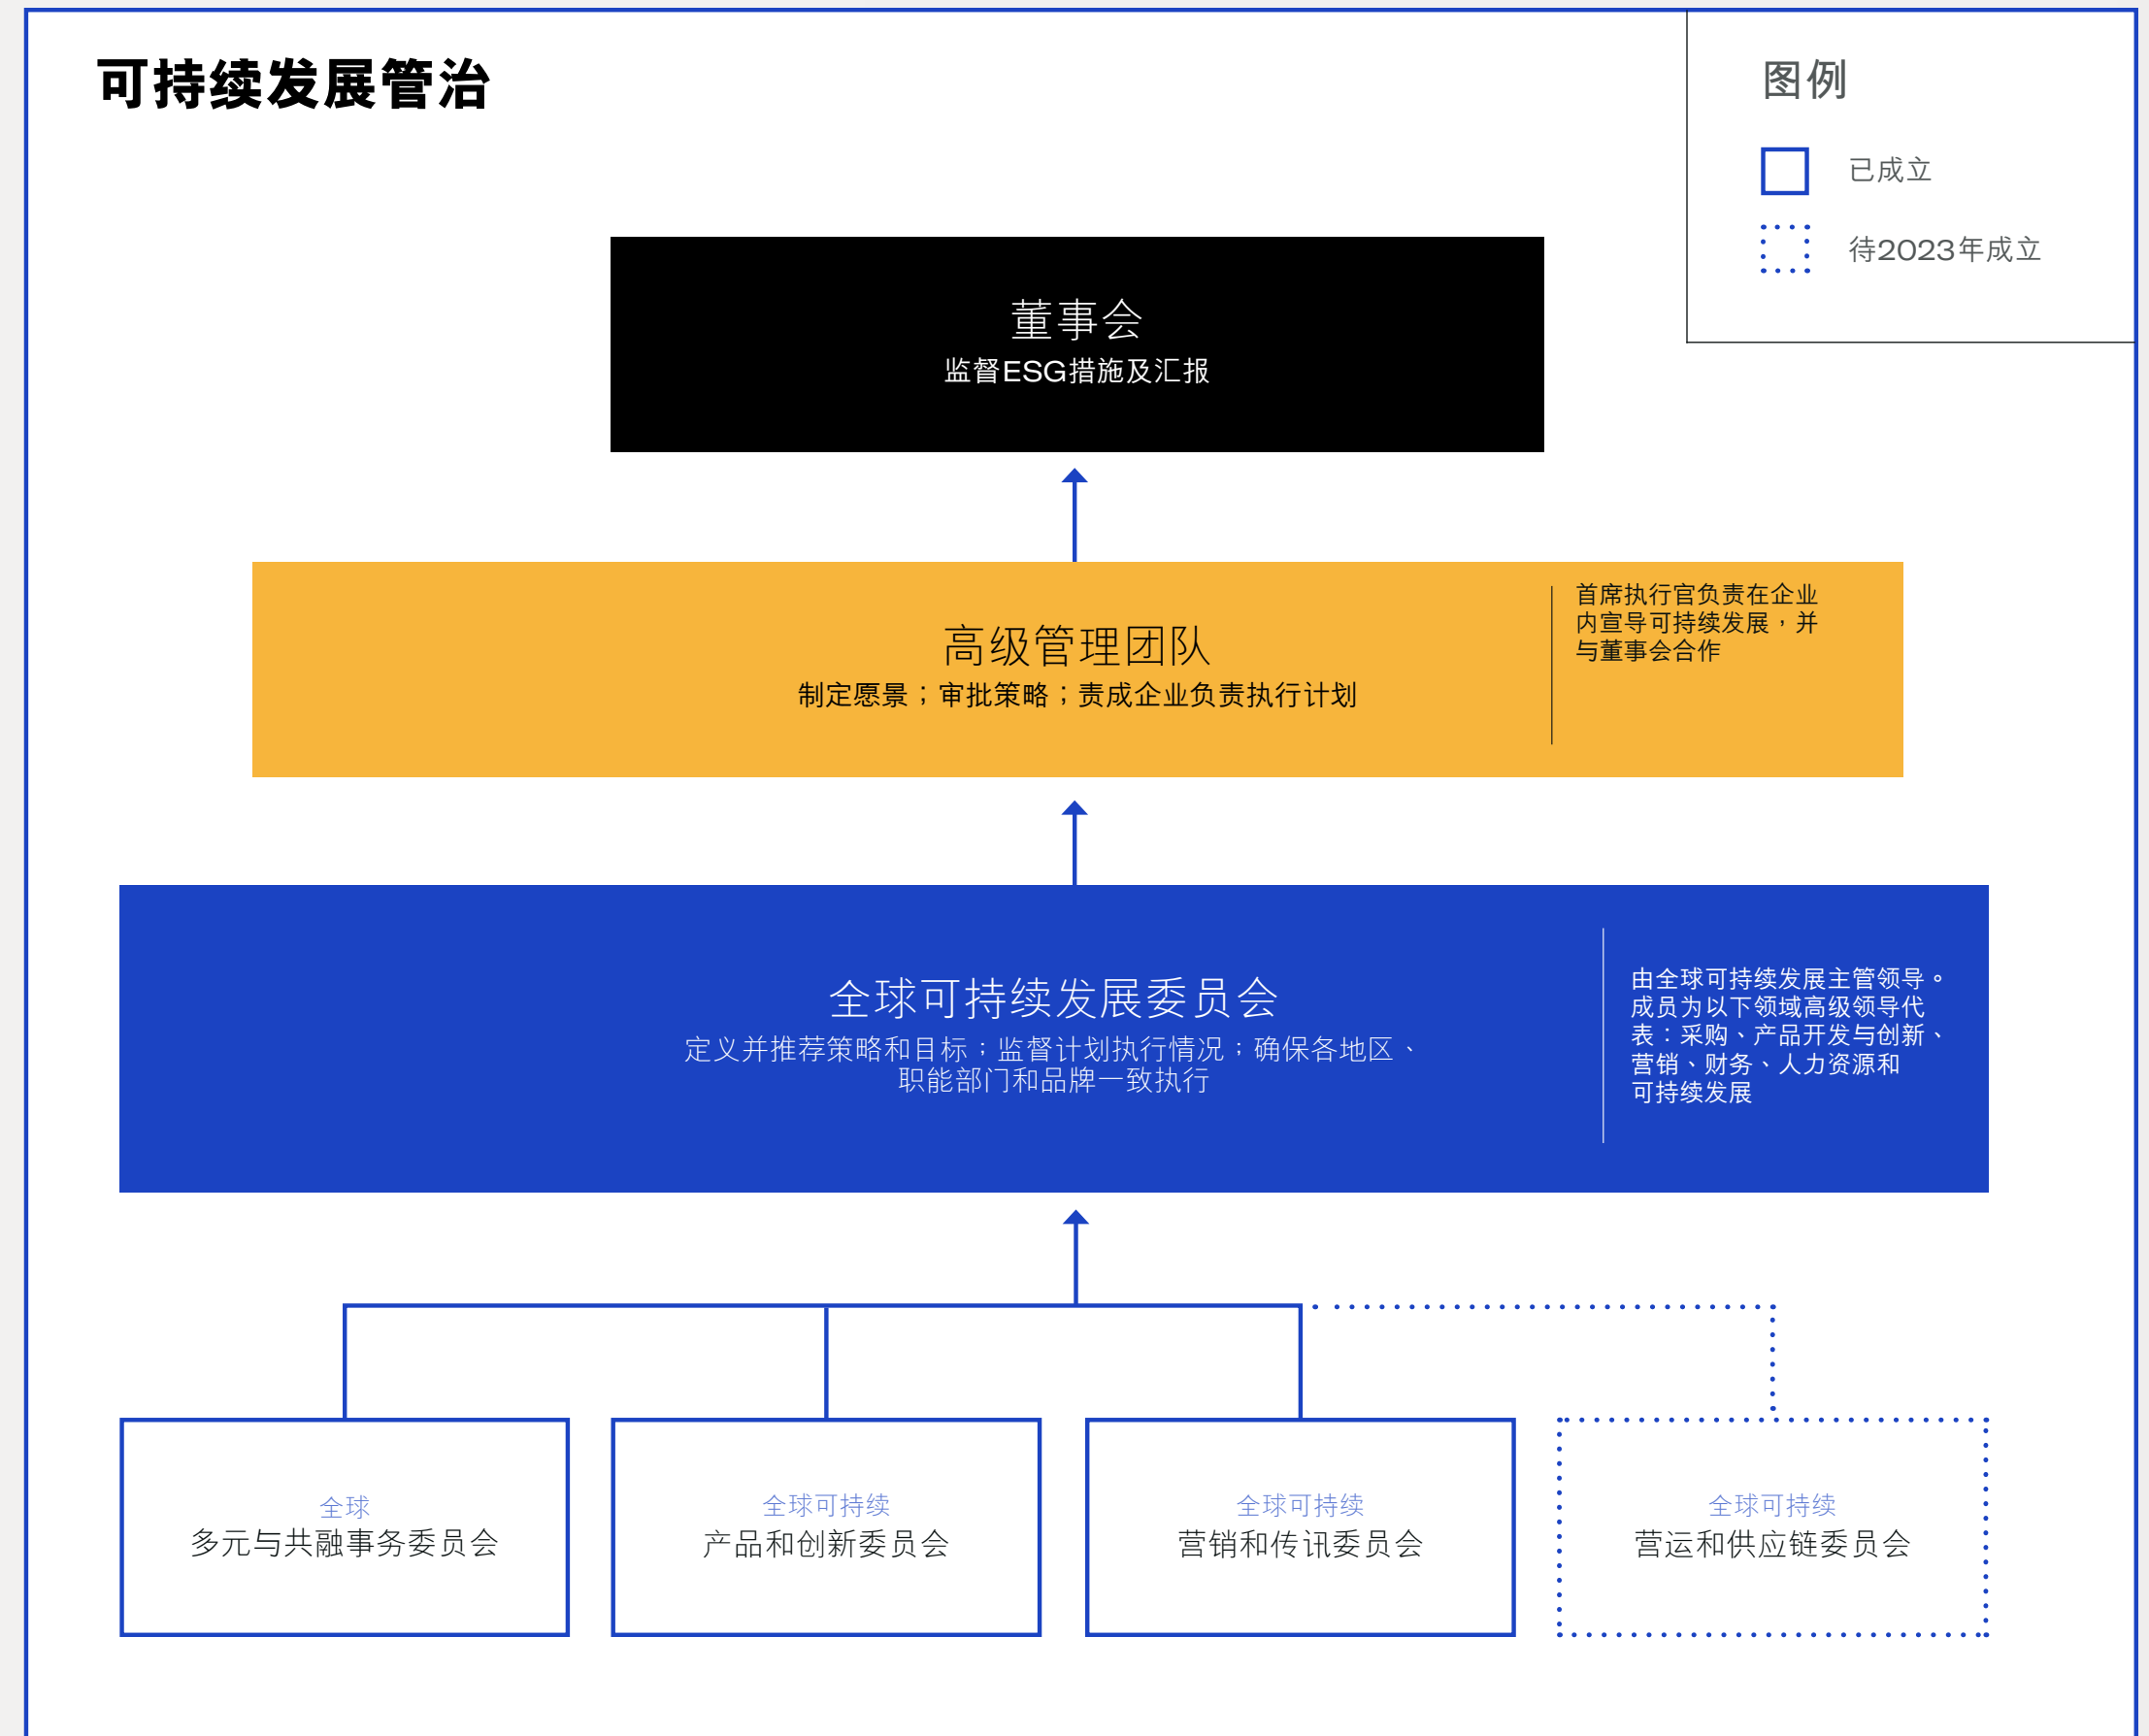 可持续发展管治
图例
已成立
待2023年成立
董事会
监督ESG措施及汇报
高级管理团队
制定愿景；审批策略；责成企业负责执行计划
首席执行官负责在企业
内宣导可持续发展，并
与董事会合作
全球可持续发展委员会
定义并推荐策略和目标；监督计划执行情况；确保各地区、
职能部门和品牌一致执行
由全球可持续发展主管领导。
成员为以下领域高级领导代
表：采购、产品开发与创新、
营销、财务、人力资源和
可持续发展
全球
多元与共融事务委员会
全球可持续
产品和创新委员会
全球可持续
营销和传讯委员会
全球可持续
营运和供应链委员会